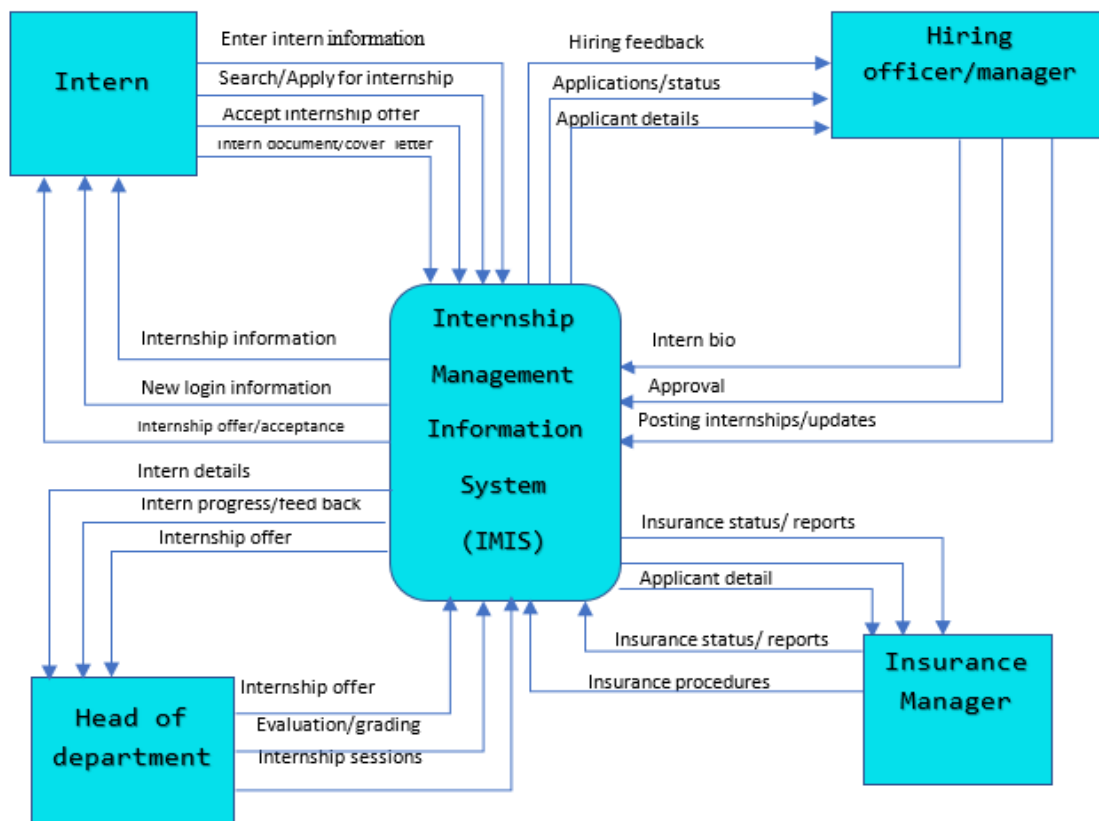 Intern
Enter intern information
Search/Apply for internship
Accept internship offer
Intern document/cover letter
Hiring feedback
Applications/status
Applicant details
Hiring
officer/manager
Internship information
New login information
Internship offer/acceptance
Internship
Management
Information
System
(IMIS)
Intern bio
Approval
Posting internships/updates
Intern details
Intern progress/feed back
Internship offer
Insurance status/ reports
Applicant detail
Insurance status/ reports
Insurance procedures
Insurance
Manager
Head of
department
Internship offer
Evaluation/grading
Internship sessions